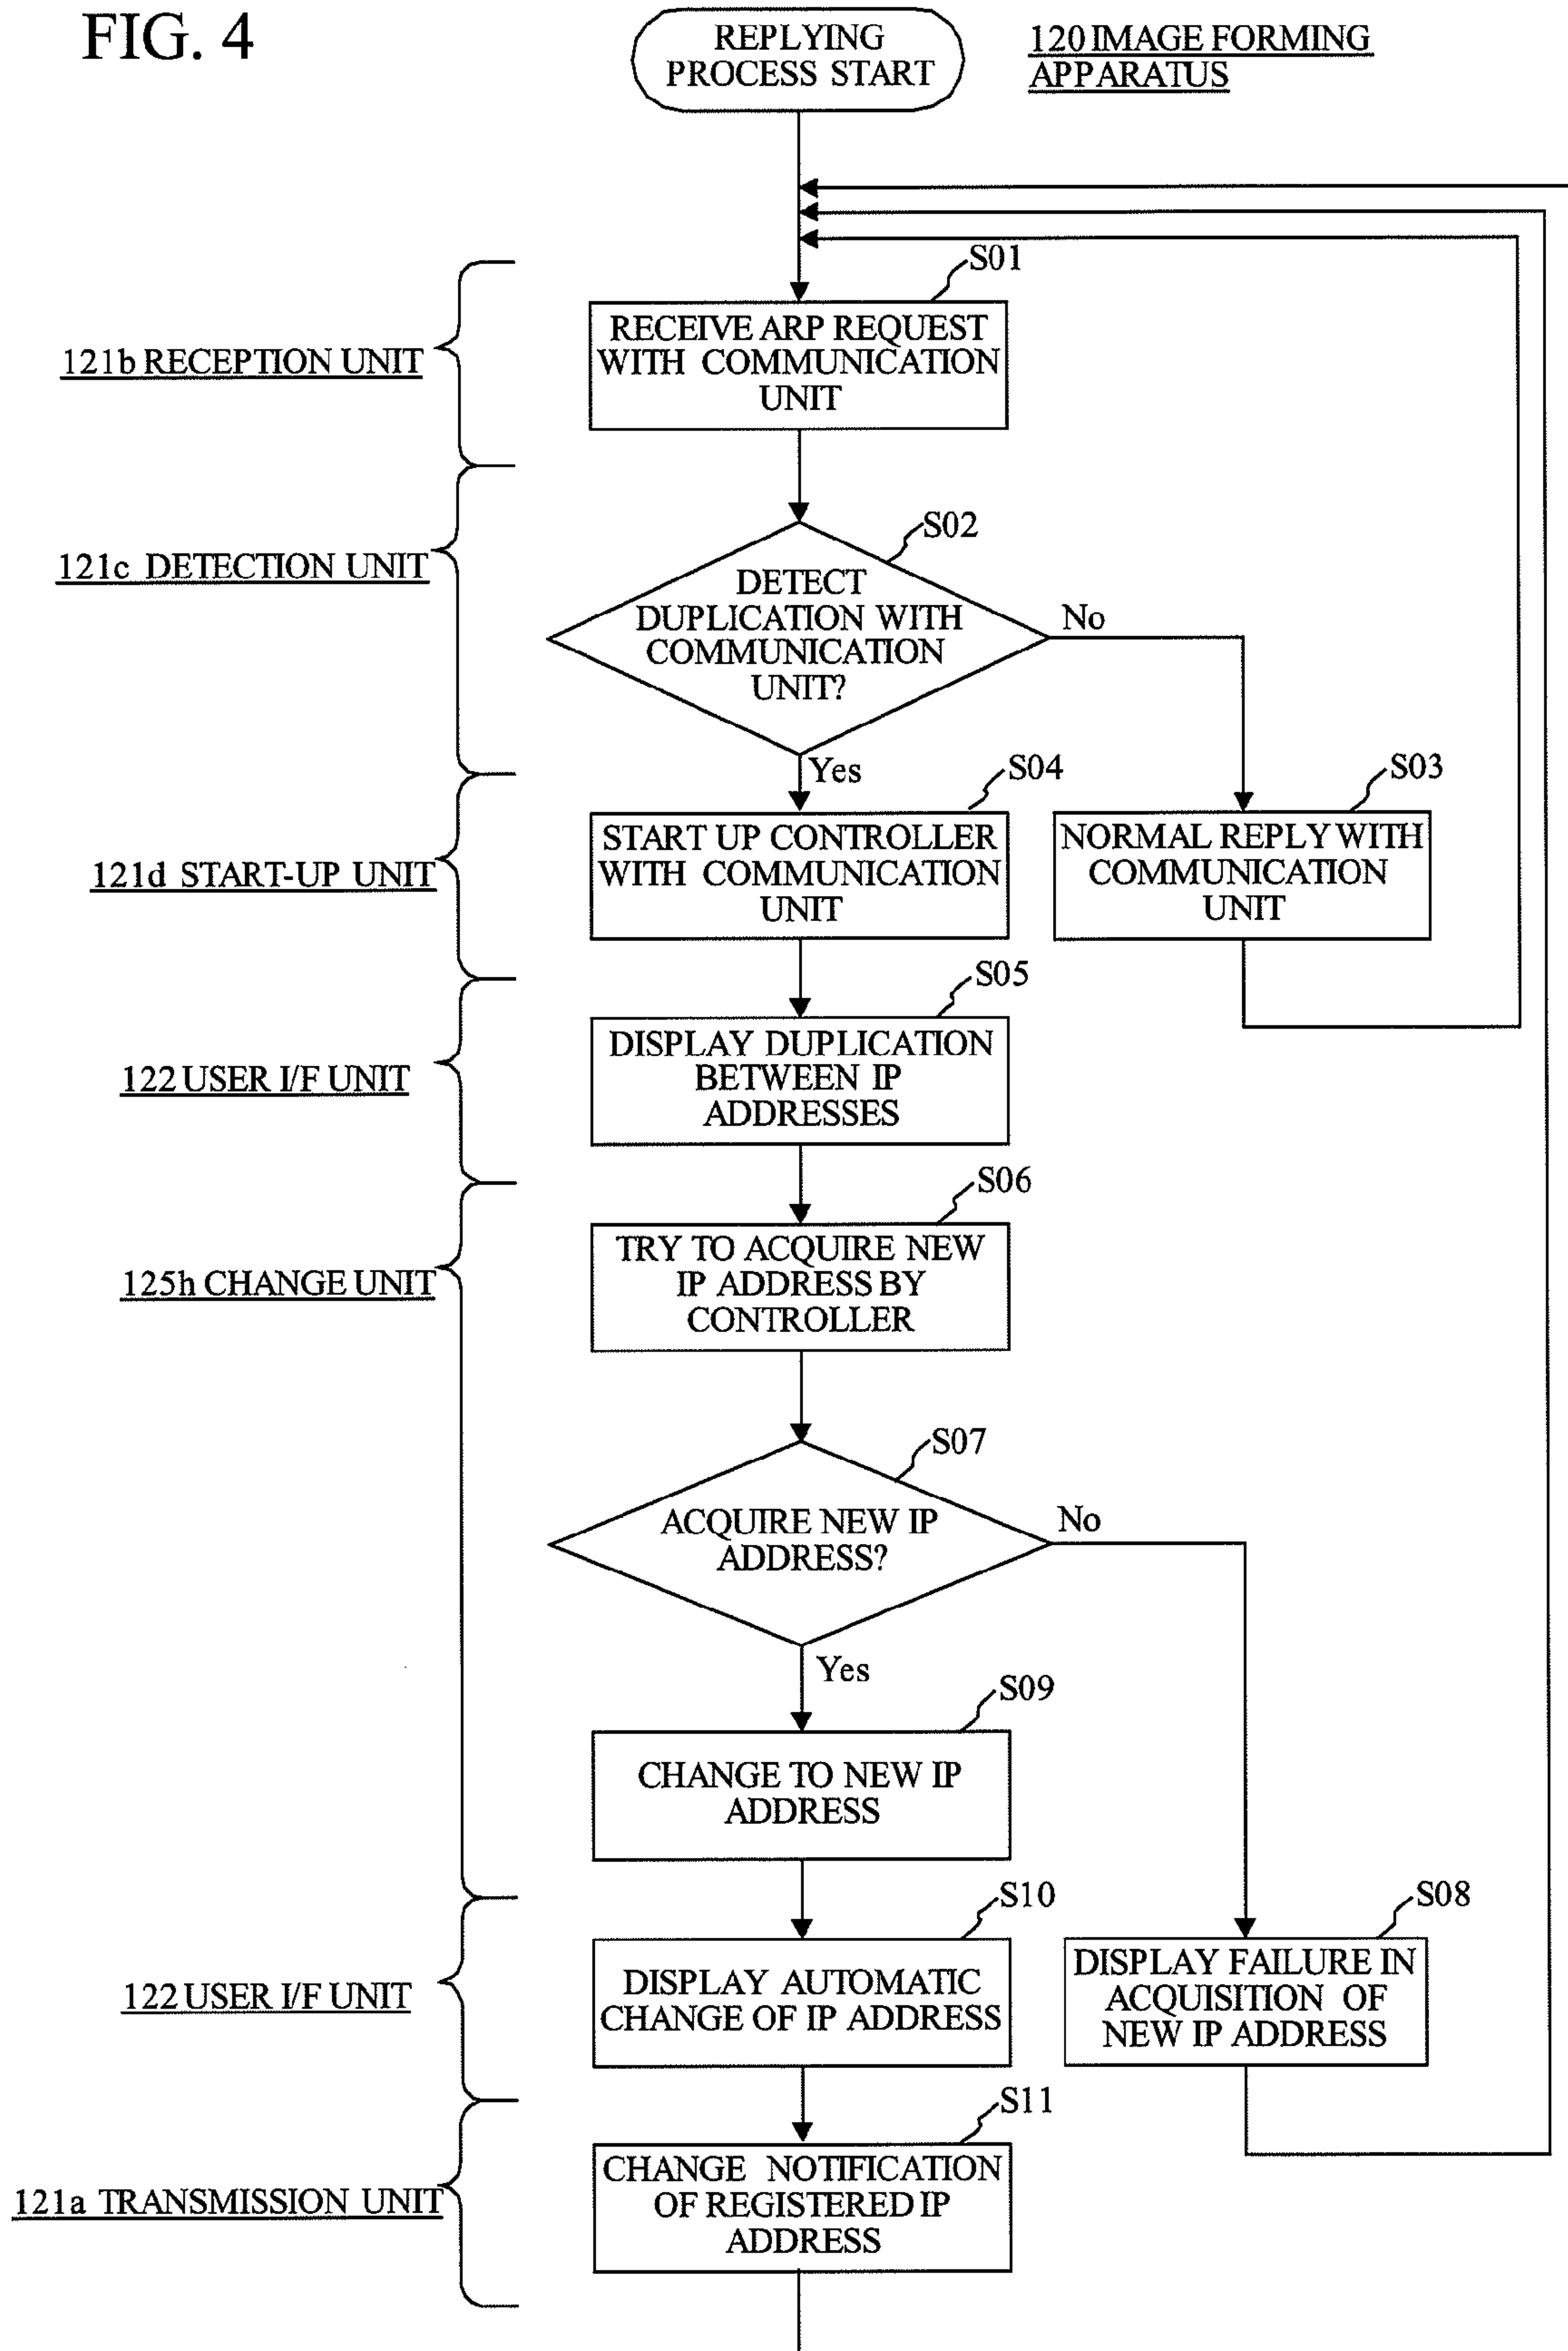 FIG. 4
REPLYING
PROCESS START
120 IMAGE FORMING
APPARATUS
S01
RECEIVE ARP REQUEST
WITH COMMUNICATION
UNIT
121b RECEPTION UNIT
S02
DETECT
DUPLICATION WITH
COMMUNICATION
UNIT?
No
Yes
121c DETECTION UNIT
S04
START UP CONTROLLER
WITH COMMUNICATION
UNIT
S03
NORMAL REPLY WITH
COMMUNICATION
UNIT
121d START-UP UNIT
S05
DISPLAY DUPLICATION
BETWEEN IP
ADDRESSES
122 USER I/F UNIT
S06
TRY TO ACQUIRE NEW
IP ADDRESS BY
CONTROLLER
125h CHANGE UNIT
S07
ACQUIRE NEW IP
ADDRESS?
No
Yes
S09
CHANGE TO NEW IP
ADDRESS
S10
DISPLAY AUTOMATIC
CHANGE OF IP ADDRESS
S08
DISPLAY FAILURE IN
ACQUISITION OF
NEW IP ADDRESS
122 USER I/F UNIT
S11
CHANGE NOTIFICATION
OF REGISTERED IP
ADDRESS
121a TRANSMISSION UNIT